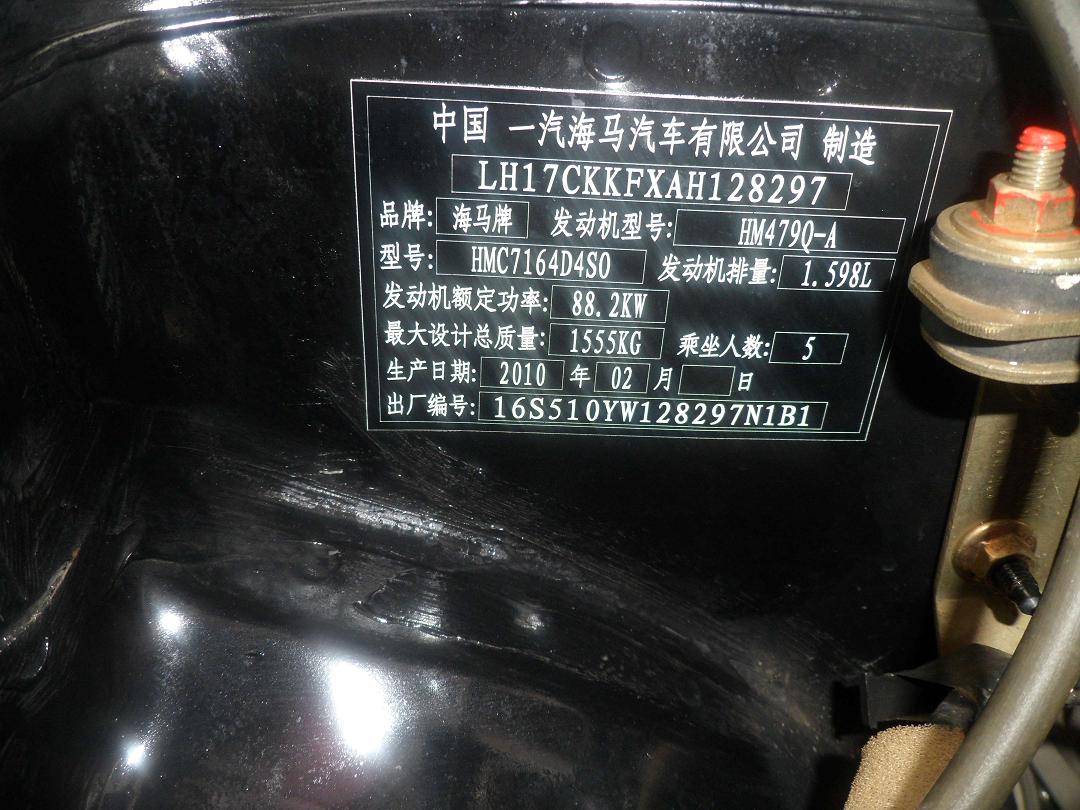 中国 一汽海马汽车有限公司 制造
LH17CKKFXAH128297
品牌: 海马牌 发动机型号: HM479Q-A
型号: HMC7164D4S0 发动机排量: 1.598L
发动机额定功率: 88.2KW
最大设计总质量: 1555KG 乘坐人数: 5
生产日期: 2010 年 02 月 日
出厂编号: 16S510YW128297N1B1